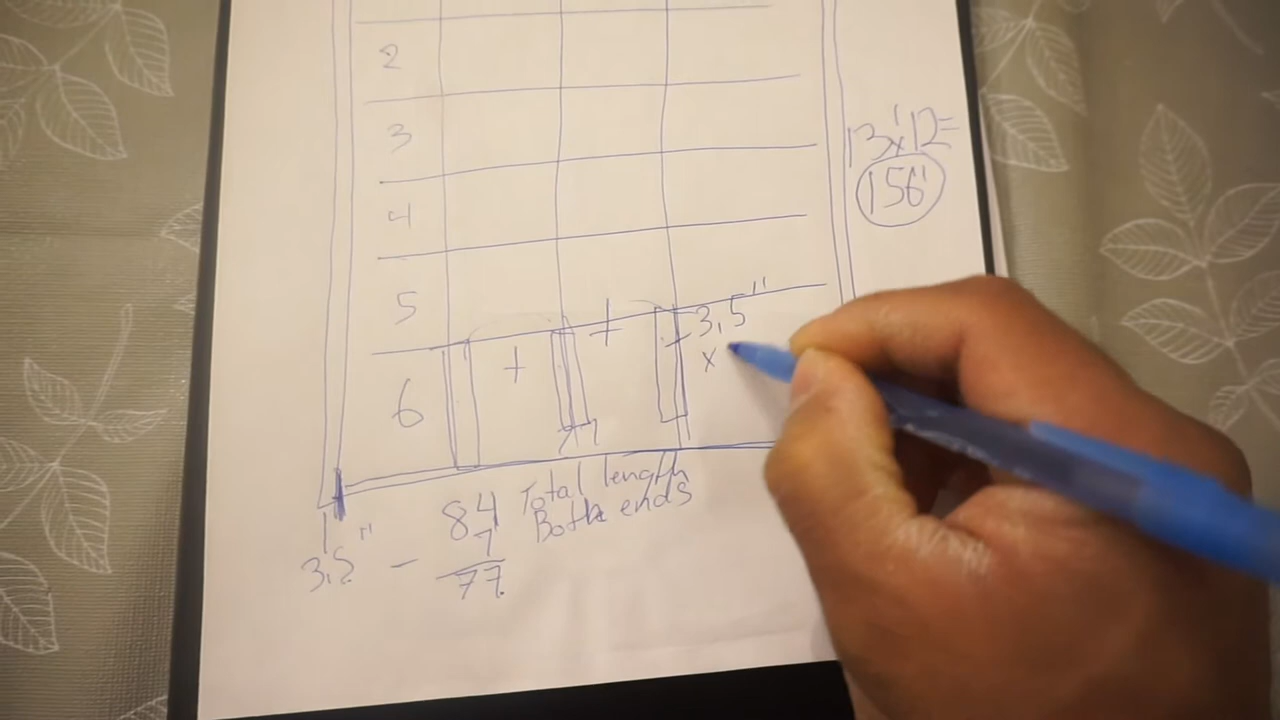 2
3
4
5
6
13'x12=
156'
3.5"
x
+
+
77
3.5" - 84 Total length
7 Both ends
77.